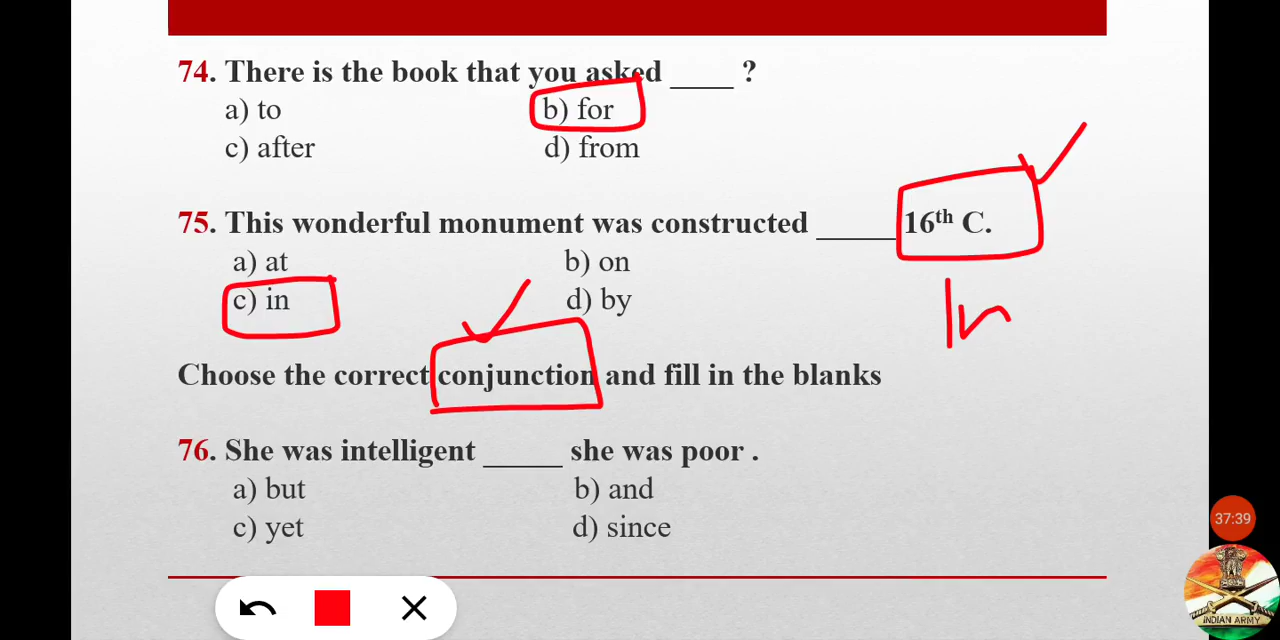 74. There is the book that you asked ____ ?
a) to b) for
c) after d) from
75. This wonderful monument was constructed _____ 16th C.
a) at b) on
c) in d) by
In
Choose the correct conjunction and fill in the blanks
76. She was intelligent _____ she was poor .
a) but b) and
c) yet d) since
37:39
INDIAN ARMY